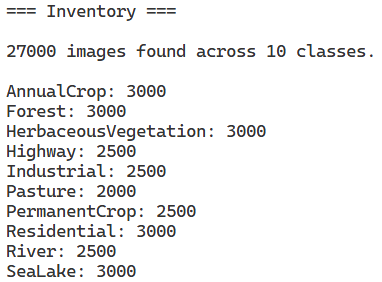 === Inventory ===
27000 images found across 10 classes.
AnnualCrop: 3000
Forest: 3000
HerbaceousVegetation: 3000
Highway: 2500
Industrial: 2500
Pasture: 2000
PermanentCrop: 2500
Residential: 3000
River: 2500
SeaLake: 3000